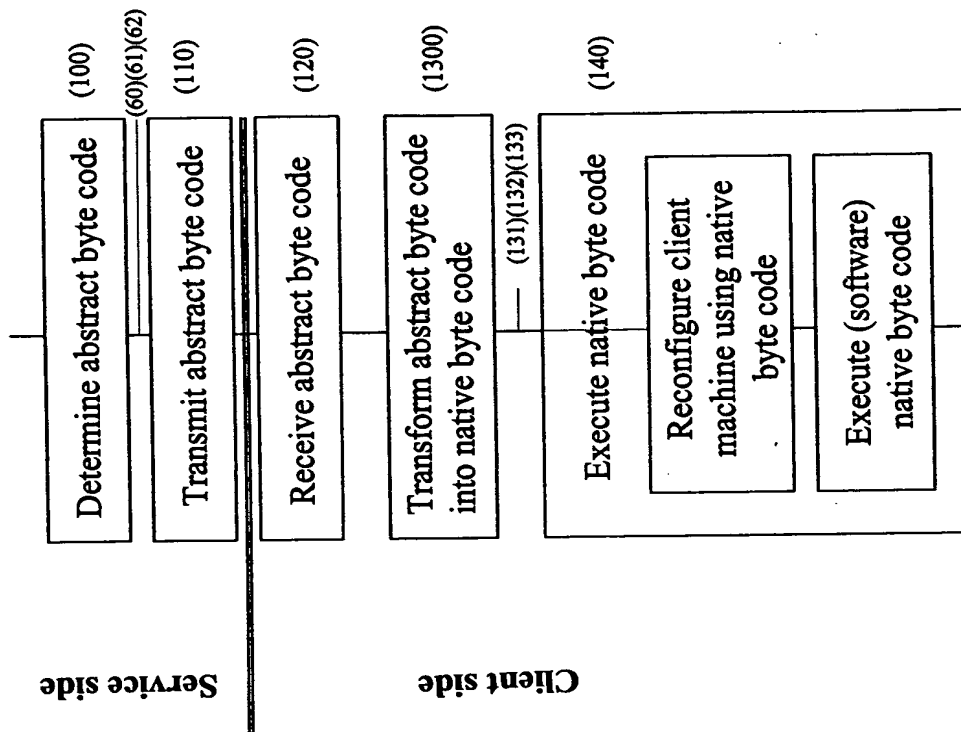 Service side
Determine abstract byte code
(100)
(60)(61)(62)
Transmit abstract byte code
(110)
Client side
Receive abstract byte code
(120)
Transform abstract byte code
into native byte code
(1300)
(131)(132)(133)
Execute native byte code
(140)
Reconfigure client
machine using native
byte code
Execute (software)
native byte code